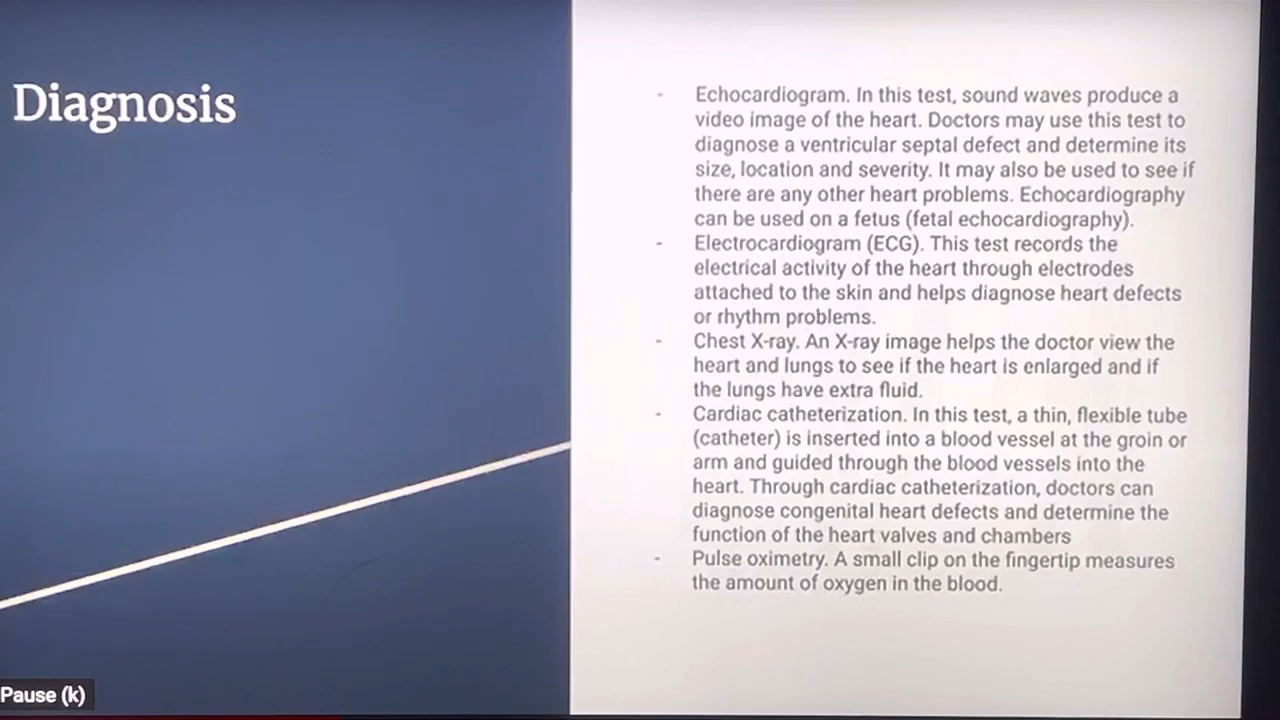 Diagnosis
- Echocardiogram. In this test, sound waves produce a
video image of the heart. Doctors may use this test to
diagnose a ventricular septal defect and determine its
size, location and severity. It may also be used to see if
there are any other heart problems. Echocardiography
can be used on a fetus (fetal echocardiography).
- Electrocardiogram (ECG). This test records the
electrical activity of the heart through electrodes
attached to the skin and helps diagnose heart defects
or rhythm problems.
- Chest X-ray. An X-ray image helps the doctor view the
heart and lungs to see if the heart is enlarged and if
the lungs have extra fluid.
- Cardiac catheterization. In this test, a thin, flexible tube
(catheter) is inserted into a blood vessel at the groin or
arm and guided through the blood vessels into the
heart. Through cardiac catheterization, doctors can
diagnose congenital heart defects and determine the
function of the heart valves and chambers
- Pulse oximetry. A small clip on the fingertip measures
the amount of oxygen in the blood.
Pause (k)